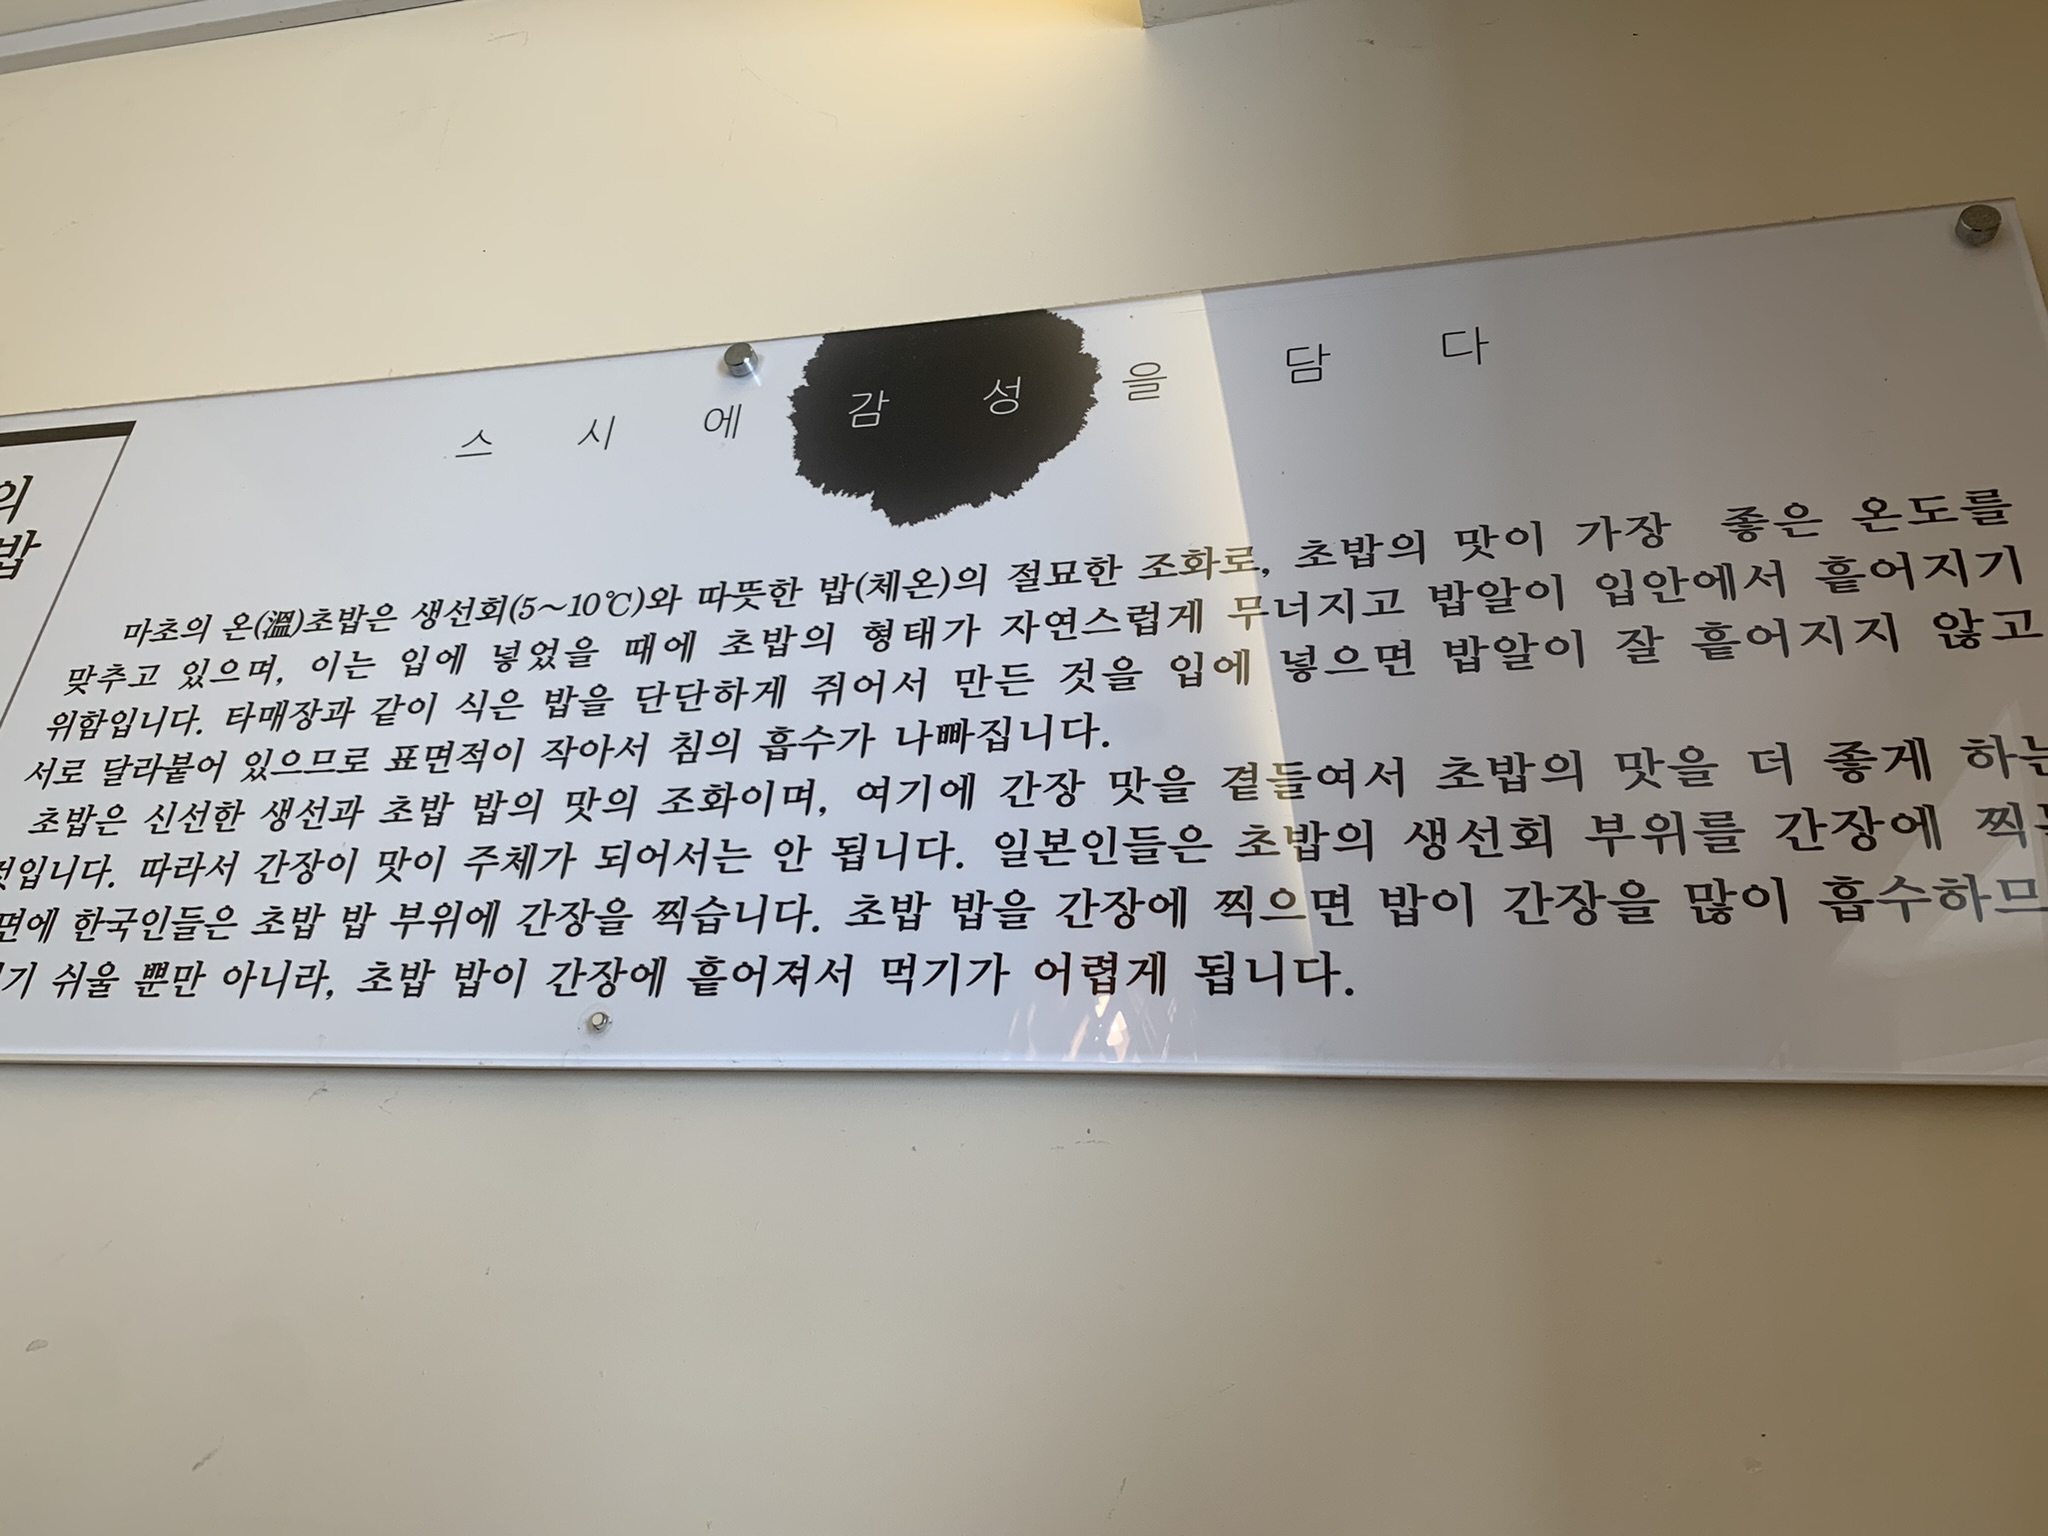 스시에 감성을 담다
의
밥
마초의 온(溫)초밥은 생선회(5~10℃)와 따뜻한 밥(체온)의 절묘한 조화로, 초밥의 맛이 가장 좋은 온도를
맞추고 있으며, 이는 입에 넣었을 때에 초밥의 형태가 자연스럽게 무너지고 밥알이 입안에서 흩어지기
위함입니다. 타매장과 같이 식은 밥을 단단하게 쥐어서 만든 것을 입에 넣으면 밥알이 잘 흩어지지 않고
서로 달라붙어 있으므로 표면적이 작아서 침의 흡수가 나빠집니다.
초밥은 신선한 생선과 초밥 밥의 맛의 조화이며, 여기에 간장 맛을 곁들여서 초밥의 맛을 더 좋게 하는
것입니다. 따라서 간장이 맛이 주체가 되어서는 안 됩니다. 일본인들은 초밥의 생선회 부위를 간장에
면에 한국인들은 초밥 밥 부위에 간장을 찍습니다. 초밥 밥을 간장에 찍으면 밥이 간장을 많이 흡수하므
기 쉬울 뿐만 아니라, 초밥 밥이 간장에 흩어져서 먹기가 어렵게 됩니다.